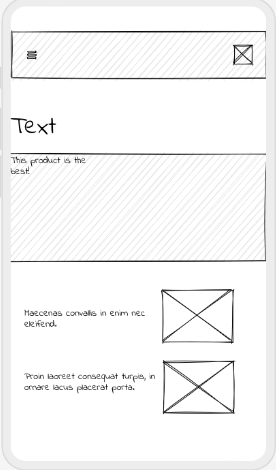 Text
This product is the
best!
Maecenas convallis in enim nec
eleifend.
Proin laoreet consequat turpis, in
ornare lacus placerat porta.